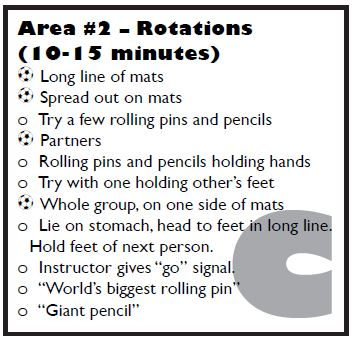 Area #2 – Rotations
(10-15 minutes)
Long line of mats
Spread out on mats
o Try a few rolling pins and pencils
Partners
o Rolling pins and pencils holding hands
o Try with one holding other's feet
Whole group, on one side of mats
o Lie on stomach, head to feet in long line.
Hold feet of next person.
o Instructor gives “go” signal.
o “World's biggest rolling pin”
o “Giant pencil”